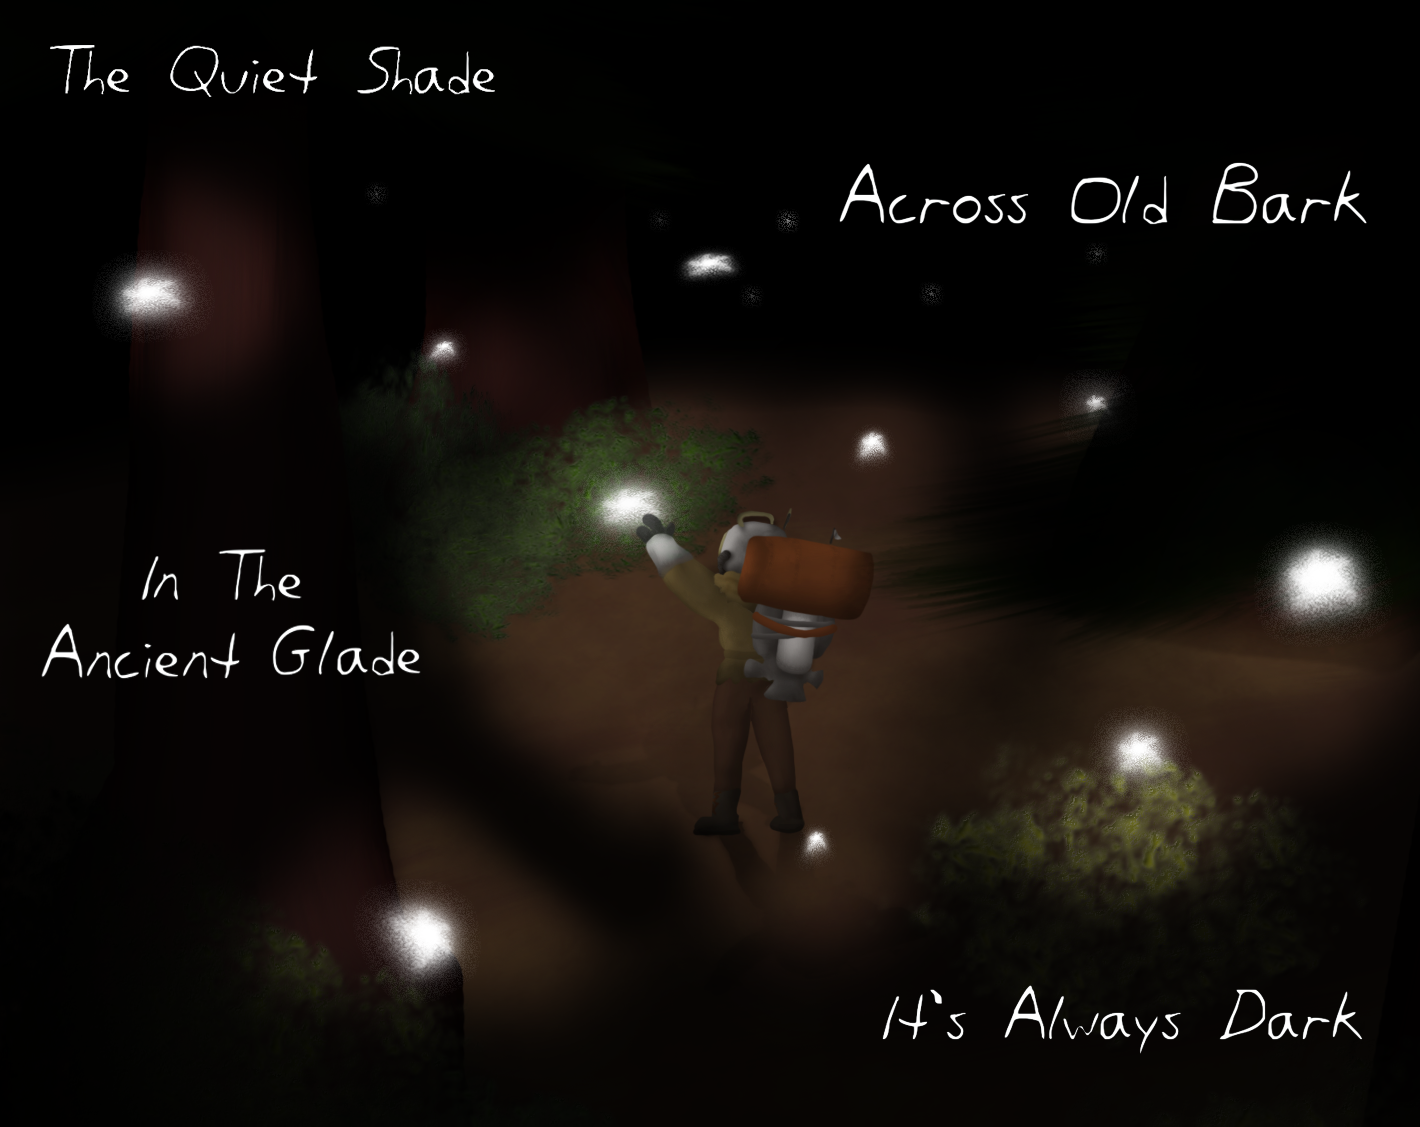 The Quiet Shade
Across Old Bark
In The
Ancient Glade
It's Always Dark